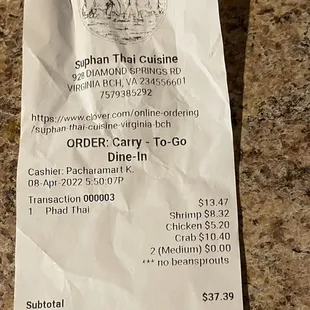 Suphan Thai Cuisine
928 DIAMOND SPRINGS RD
VIRGINIA BCH, VA 234556601
7579385292
https://www.clover.com/online-ordering
/suphan-thai-cuisine-virginia-bch
ORDER: Carry - To-Go
Dine-In
Cashier: Pacharamart K.
08-Apr-2022 5:50:07P
Transaction 000003
1 Phad Thai $13.47
Shrimp $8.32
Chicken $5.20
Crab $10.40
2 (Medium) $0.00
*** no beansprouts
Subtotal $37.39